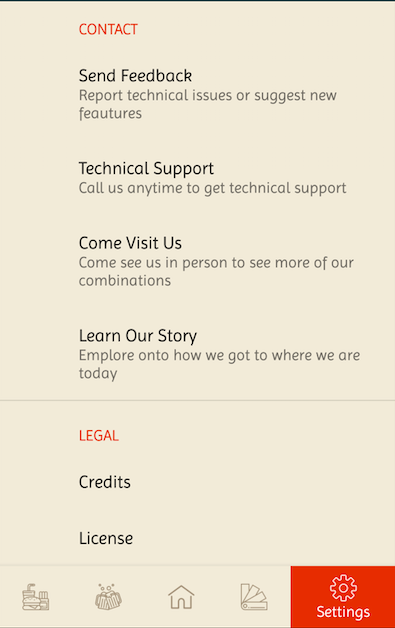 CONTACT
Send Feedback
Report technical issues or suggest new
feautures
Technical Support
Call us anytime to get technical support
Come Visit Us
Come see us in person to see more of our
combinations
Learn Our Story
Emplore onto how we got to where we are
today
LEGAL
Credits
License
Settings